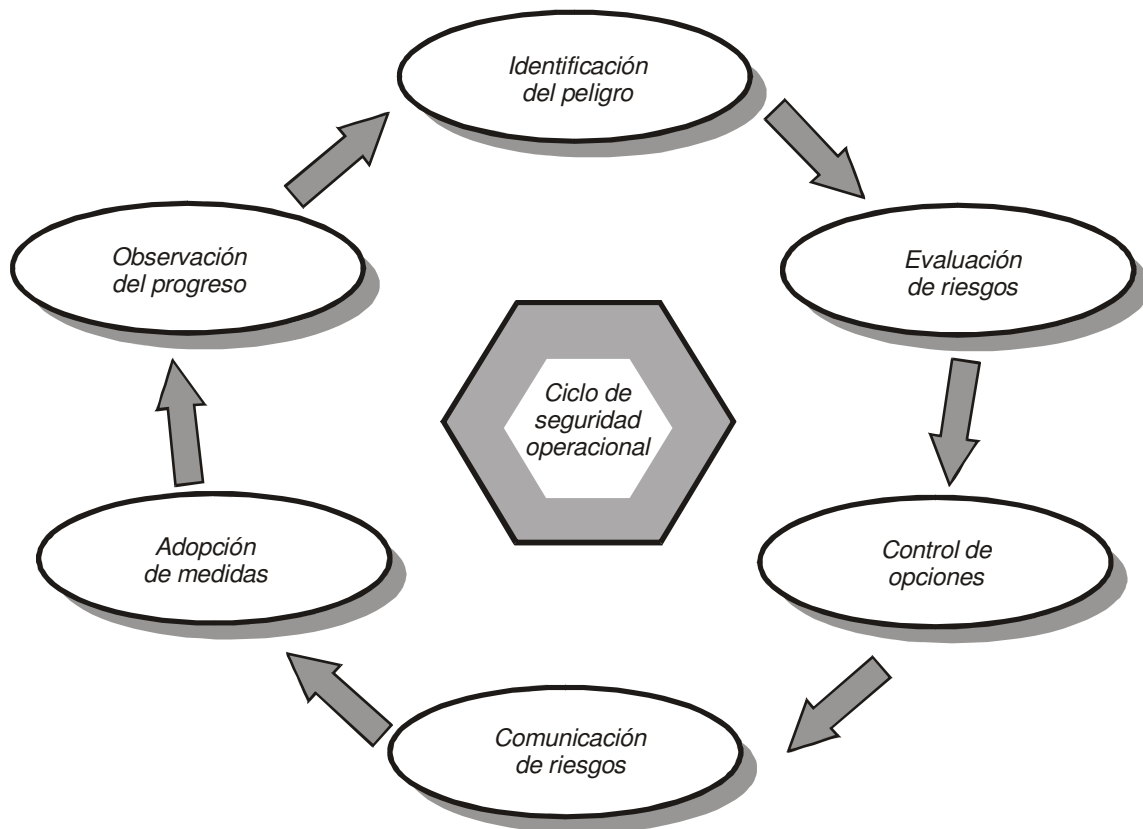 Identificación
del peligro
Evaluación
de riesgos
Control de
opciones
Comunicación
de riesgos
Adopción
de medidas
Observación
del progreso
Ciclo de
seguridad
operacional